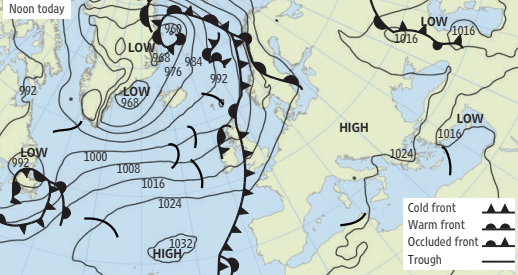 Noon today
960
LOW
1016
1016
LOW
968
984
976
992
LOW
968
992
LOW
1016
HIGH
LOW
992
1000
1024
1008
1016
1024
1032
HIGH
Cold front
Warm front
Occluded front
Trough